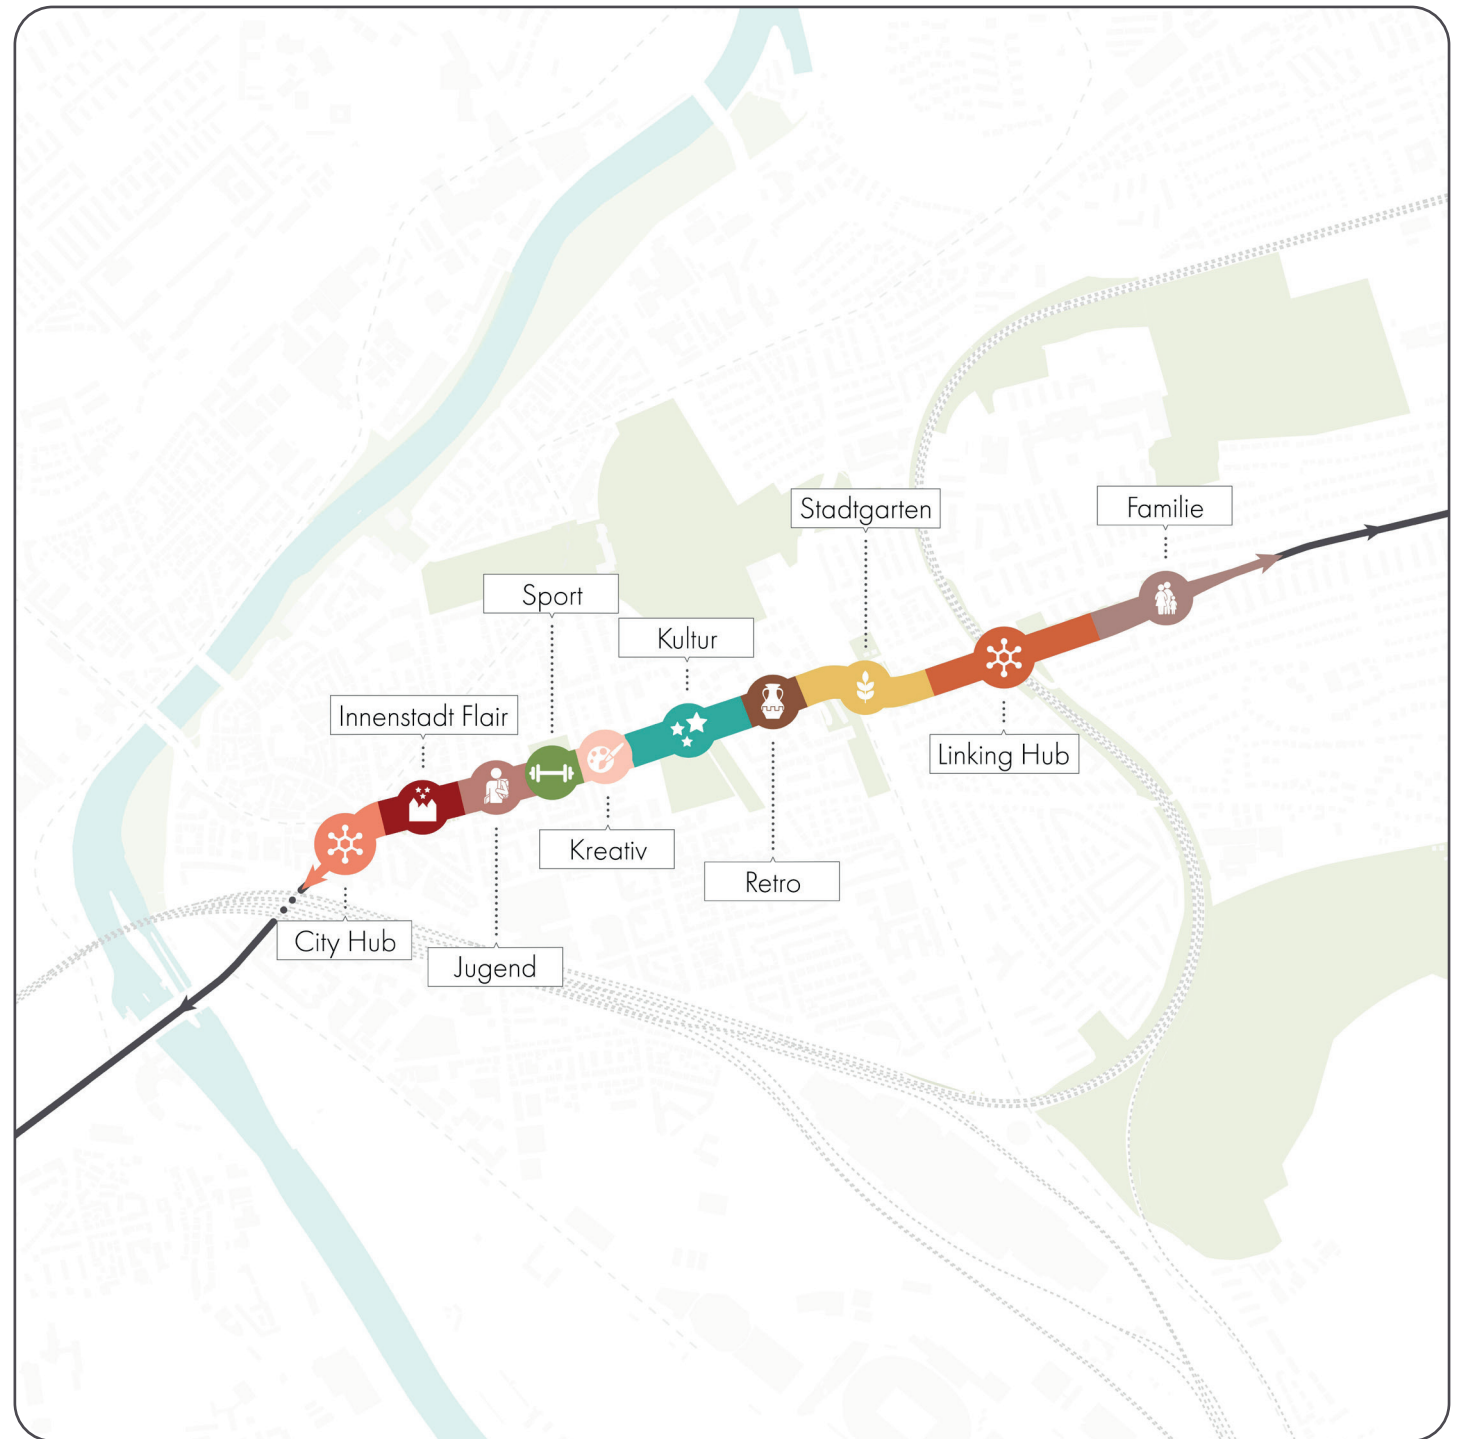 Stadtgarten
Familie
Sport
Kultur
Innenstadt Flair
Linking Hub
Kreativ
Retro
City Hub
Jugend